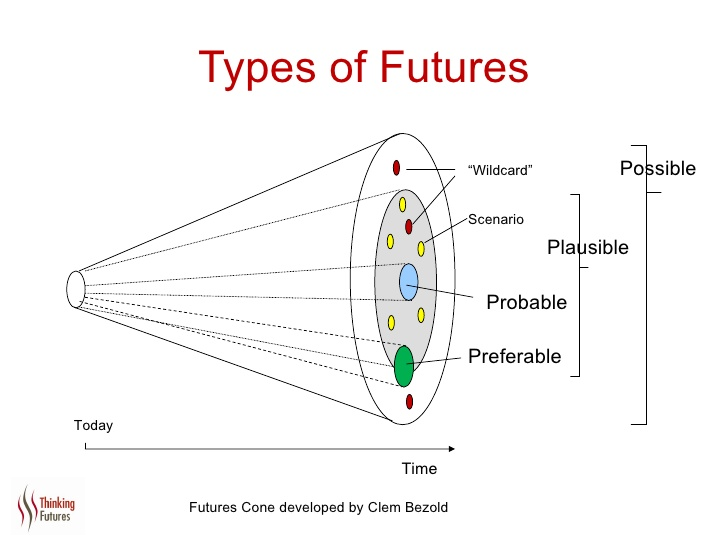 Types of Futures
“Wildcard”
Possible
Scenario
Plausible
Probable
Preferable
Today
Time
Thinking
Futures
Futures Cone developed by Clem Bezold